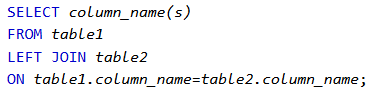 SELECT column_name(s)
FROM table1
LEFT JOIN table2
ON table1.column_name=table2.column_name;